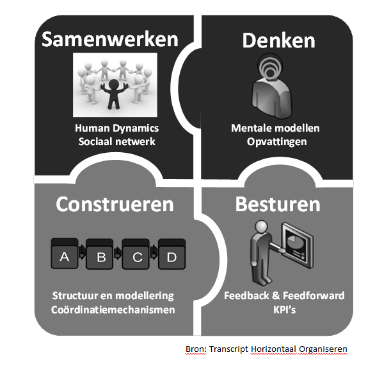 Samenwerken
Human Dynamics
Sociaal netwerk
Denken
Mentale modellen
Opvattingen
Construeren
A B C D
Structuur en modellering
Coördinatiemechanismen
Besturen
Feedback & Feedforward
KPI's
Bron: Transcript Horizontaal Organiseren